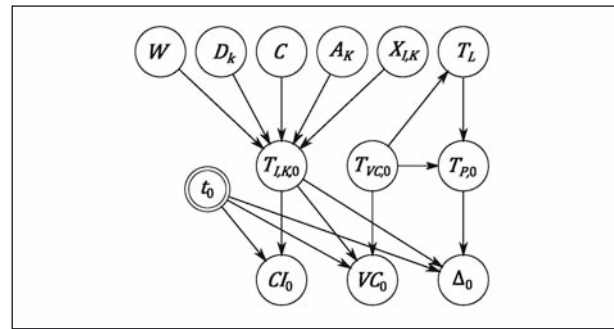 W D_k C A_K X_{I,K} T_L
T_{I,K,0} T_{VC,0} T_{P,0}
t_0
CI_0 VC_0 Δ_0